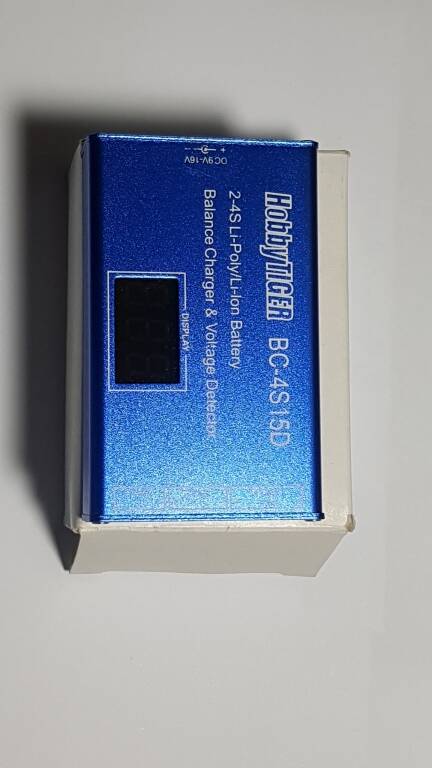 HobbyTIGER BC-4S15D
2-4S Li-Poly/Li-Ion Battery
Balance Charger & Voltage Detector
DC9V-16V
- +
DISPLAY